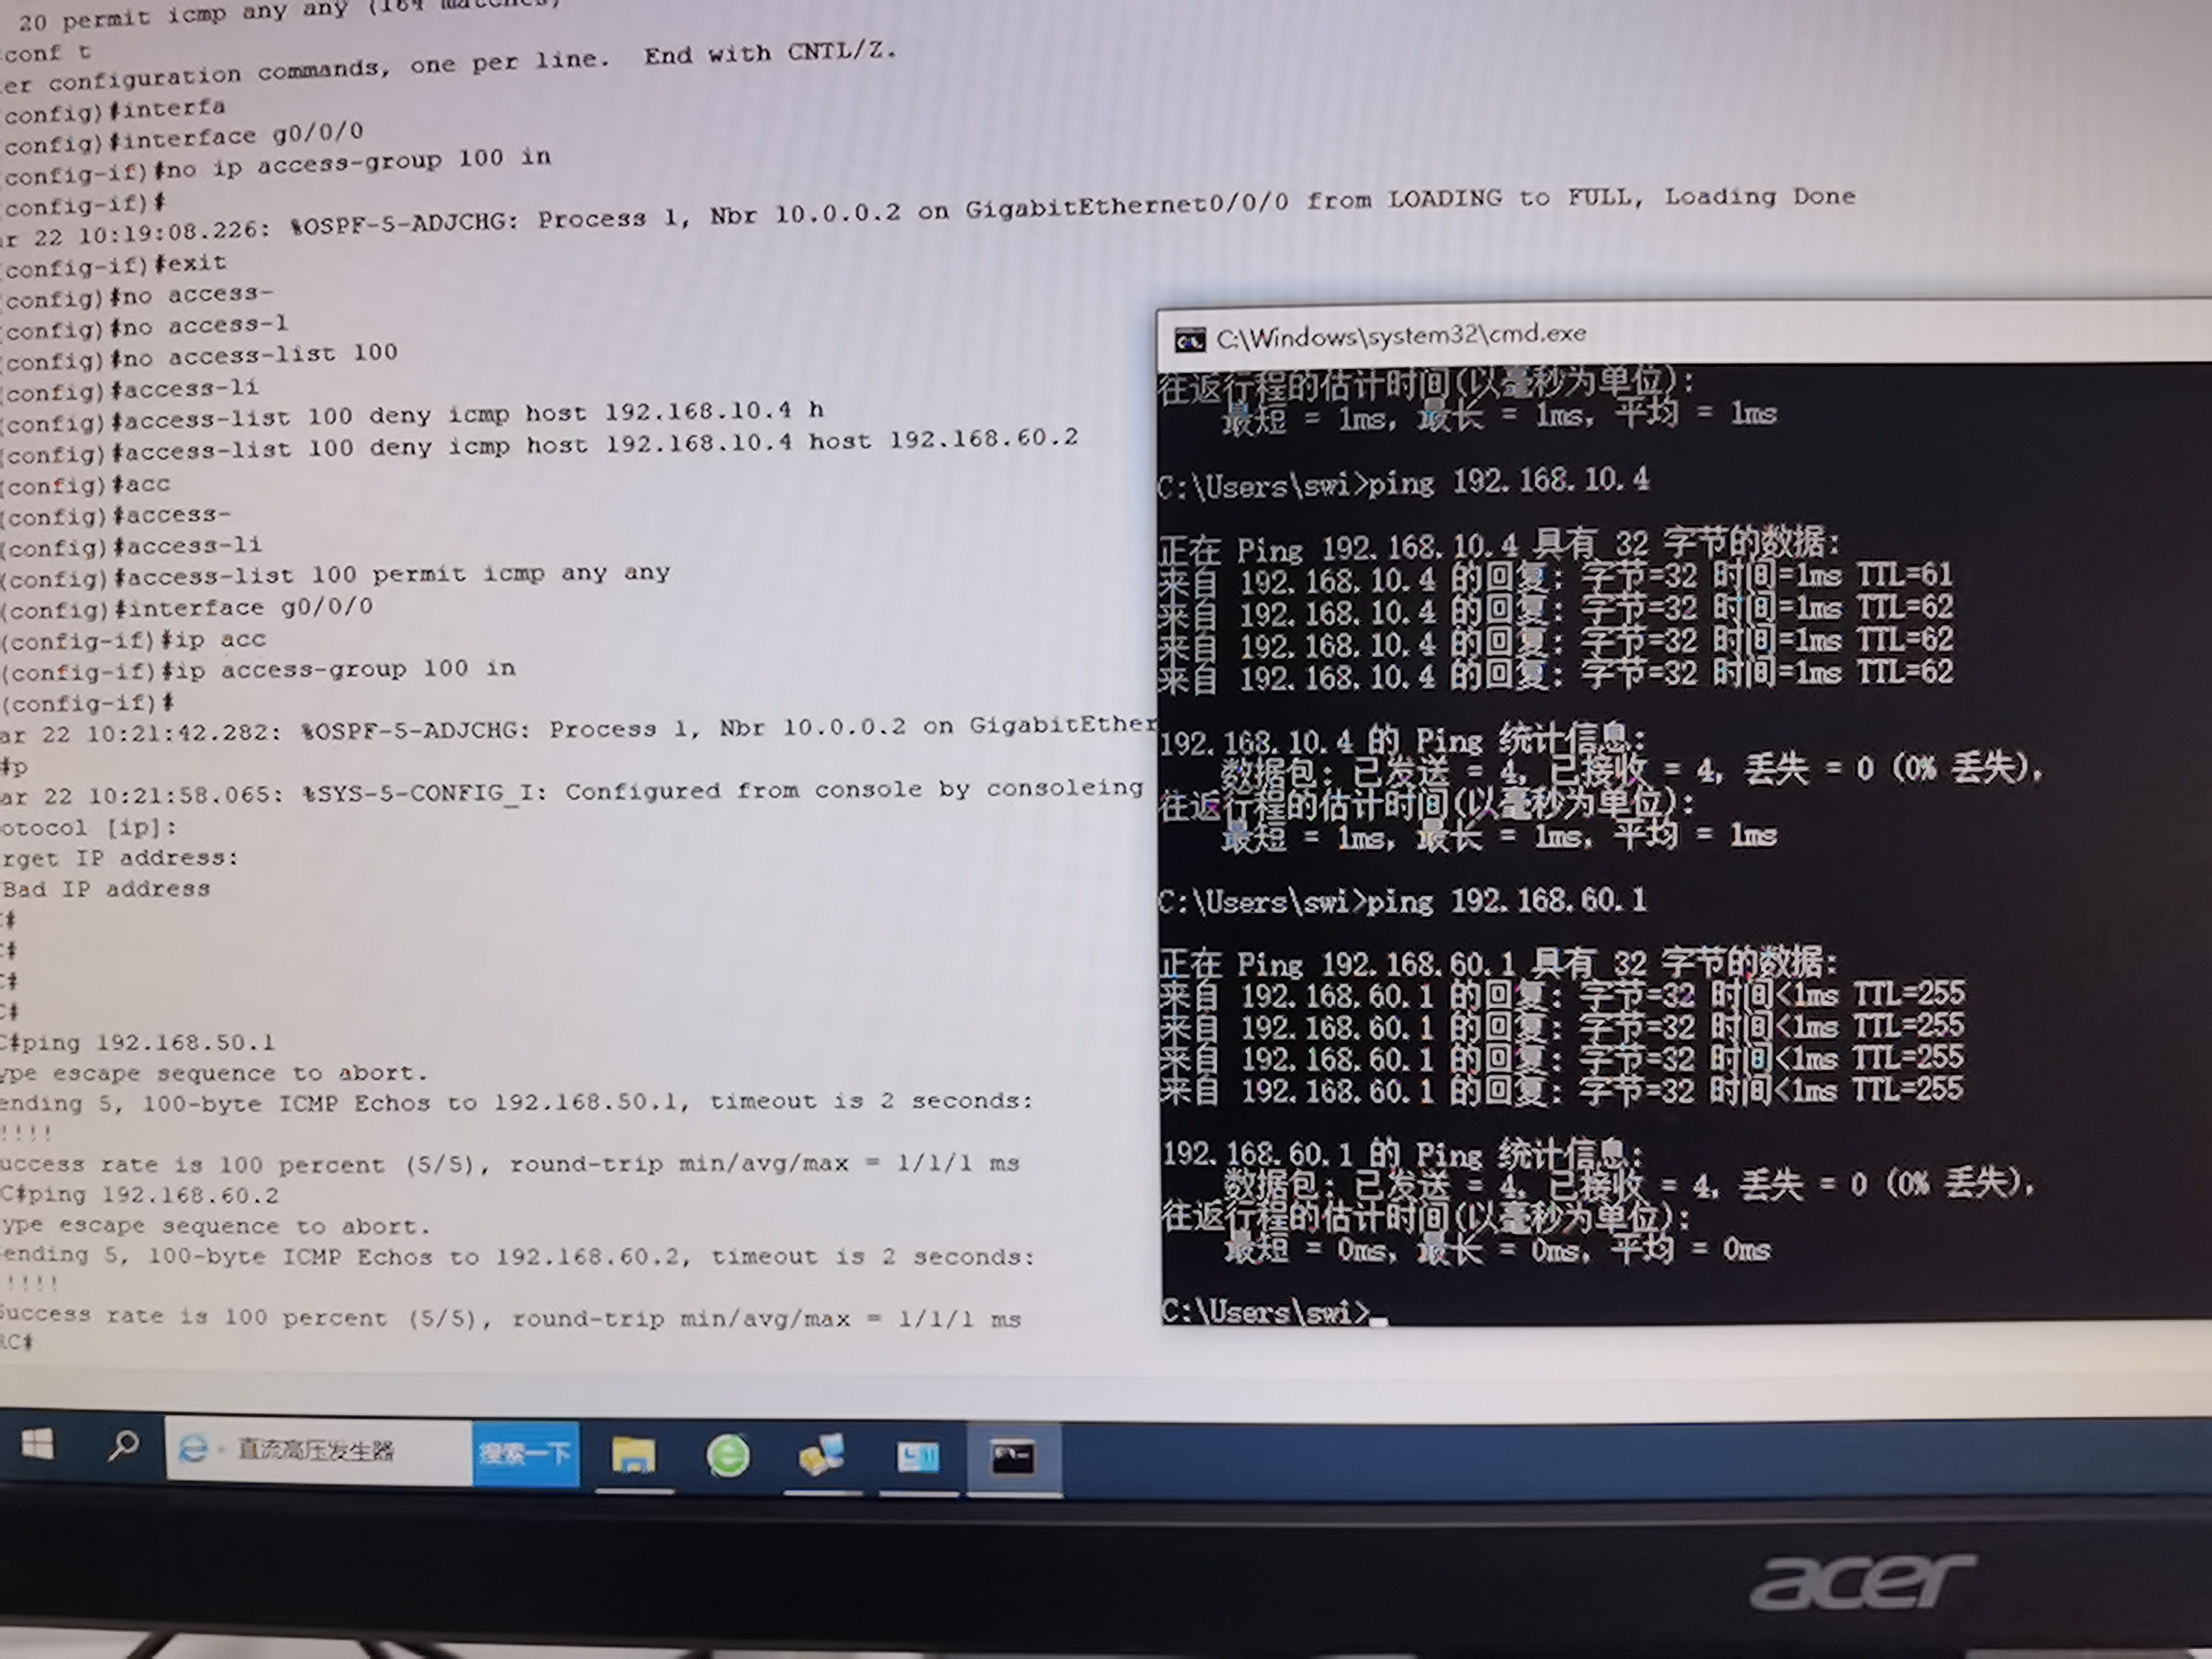 20 permit icmp any any (164 matches)
conf t
er configuration commands, one per line.  End with CNTL/Z.
(config)#interfa
(config)#interface g0/0/0
(config-if)#no ip access-group 100 in
(config-if)#
ar 22 10:19:08.226: %OSPF-5-ADJCHG: Process 1, Nbr 10.0.0.2 on GigabitEthernet0/0/0 from LOADING to FULL, Loading Done
(config-if)#exit
(config)#no access-
(config)#no access-l
(config)#no access-list 100
(config)#access-li
(config)#access-list 100 deny icmp host 192.168.10.4 h
(config)#access-list 100 deny icmp host 192.168.10.4 host 192.168.60.2
(config)#acc
(config)#access-
(config)#access-li
(config)#access-list 100 permit icmp any any
(config)#interface g0/0/0
(config-if)#ip acc
(config-if)#ip access-group 100 in
(config-if)#
ar 22 10:21:42.282: %OSPF-5-ADJCHG: Process 1, Nbr 10.0.0.2 on GigabitEther
#p
ar 22 10:21:58.065: %SYS-5-CONFIG_I: Configured from console by consoleing
otocol [ip]:
rget IP address:
Bad IP address
C#
C#
C#
C#
C#ping 192.168.50.1
ype escape sequence to abort.
ending 5, 100-byte ICMP Echos to 192.168.50.1, timeout is 2 seconds:
!!!!
uccess rate is 100 percent (5/5), round-trip min/avg/max = 1/1/1 ms
C#ping 192.168.60.2
ype escape sequence to abort.
ending 5, 100-byte ICMP Echos to 192.168.60.2, timeout is 2 seconds:
!!!!
Success rate is 100 percent (5/5), round-trip min/avg/max = 1/1/1 ms
RC#
C:\Windows\system32\cmd.exe
往返行程的估计时间(以毫秒为单位):
最短 = 1ms，最长 = 1ms，平均 = 1ms
C:\Users\swi>ping 192.168.10.4
正在 Ping 192.168.10.4 具有 32 字节的数据:
来自 192.168.10.4 的回复: 字节=32 时间=1ms TTL=61
来自 192.168.10.4 的回复: 字节=32 时间=1ms TTL=62
来自 192.168.10.4 的回复: 字节=32 时间=1ms TTL=62
来自 192.168.10.4 的回复: 字节=32 时间=1ms TTL=62
192.168.10.4 的 Ping 统计信息:
数据包: 已发送 = 4，已接收 = 4，丢失 = 0 (0% 丢失)，
往返行程的估计时间(以毫秒为单位):
最短 = 1ms，最长 = 1ms，平均 = 1ms
C:\Users\swi>ping 192.168.60.1
正在 Ping 192.168.60.1 具有 32 字节的数据:
来自 192.168.60.1 的回复: 字节=32 时间<1ms TTL=255
来自 192.168.60.1 的回复: 字节=32 时间<1ms TTL=255
来自 192.168.60.1 的回复: 字节=32 时间<1ms TTL=255
来自 192.168.60.1 的回复: 字节=32 时间<1ms TTL=255
192.168.60.1 的 Ping 统计信息:
数据包: 已发送 = 4，已接收 = 4，丢失 = 0 (0% 丢失)，
往返行程的估计时间(以毫秒为单位):
最短 = 0ms，最长 = 0ms，平均 = 0ms
C:\Users\swi>
直流高压发生器 搜索一下
acer